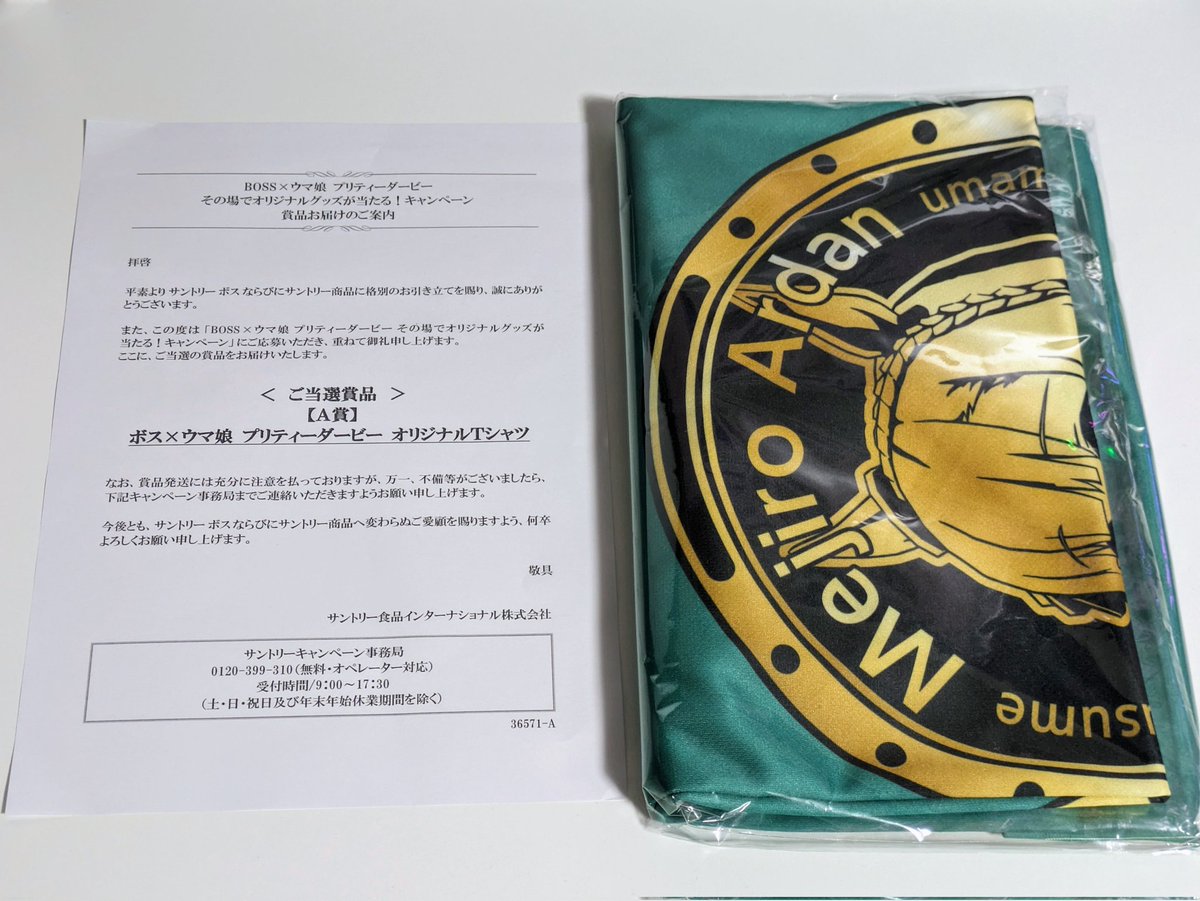 BOSS×ウマ娘 プリティーダービー
その場でオリジナルグッズが当たる！キャンペーン
賞品お届けのご案内
拝啓
平素より サントリー ボス ならびにサントリー商品に格別のお引き立てを賜り、誠にありが
とうございます。
また、この度は「BOSS×ウマ娘 プリティーダービー その場でオリジナルグッズが
当たる！キャンペーン」にご応募いただき、重ねて御礼申し上げます。
ここに、ご当選の賞品をお届けいたします。
＜ ご当選賞品 ＞
【A賞】
ボス×ウマ娘 プリティーダービー オリジナルTシャツ
なお、賞品発送には充分に注意を払っておりますが、万一、不備等がございましたら、
下記キャンペーン事務局までご連絡いただきますようお願い申し上げます。
今後とも、サントリー ボス ならびにサントリー商品へ変わらぬご愛顧を賜りますよう、何卒
よろしくお願い申し上げます。
敬具
サントリー食品インターナショナル株式会社
サントリーキャンペーン事務局
0120-399-310（無料・オペレーター対応）
受付時間/9：00～17：30
（土・日・祝日及び年末年始休業期間を除く）
36571-A
Mejiro Ardan
umam
usume